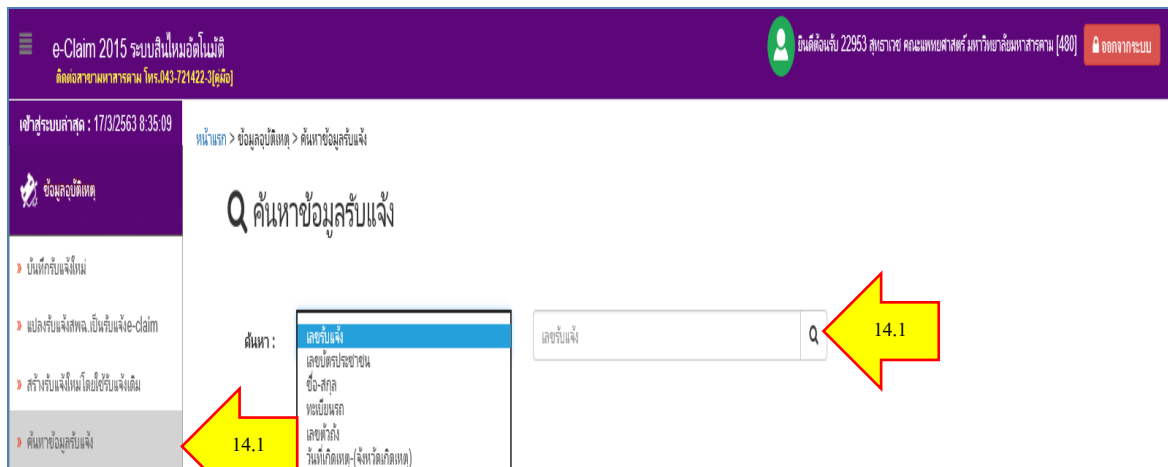 e-Claim 2015 ระบบสินไหมอัตโนมัติ
ติดต่อสาขามหาสารคาม โทร.043-721422-3[คู่มือ]
ยินดีต้อนรับ 22953 สุทธาเวช คณะแพทยศาสตร์ มหาวิทยาลัยมหาสารคาม [480]
ออกจากระบบ
เข้าสู่ระบบล่าสุด : 17/3/2563 8:35:09
หน้าแรก > ข้อมูลอุบัติเหตุ > ค้นหาข้อมูลรับแจ้ง
ข้อมูลอุบัติเหตุ
ค้นหาข้อมูลรับแจ้ง
» บันทึกรับแจ้งใหม่
» แปลงรับแจ้งสพฉ.เป็นรับแจ้งe-claim
» สร้างรับแจ้งใหม่โดยใช้รับแจ้งเดิม
» ค้นหาข้อมูลรับแจ้ง
14.1
ค้นหา :
เลขรับแจ้ง
เลขบัตรประชาชน
ชื่อ-สกุล
ทะเบียนรถ
เลขตัวถัง
วันที่เกิดเหตุ-(จังหวัดเกิดเหตุ)
เลขรับแจ้ง
14.1